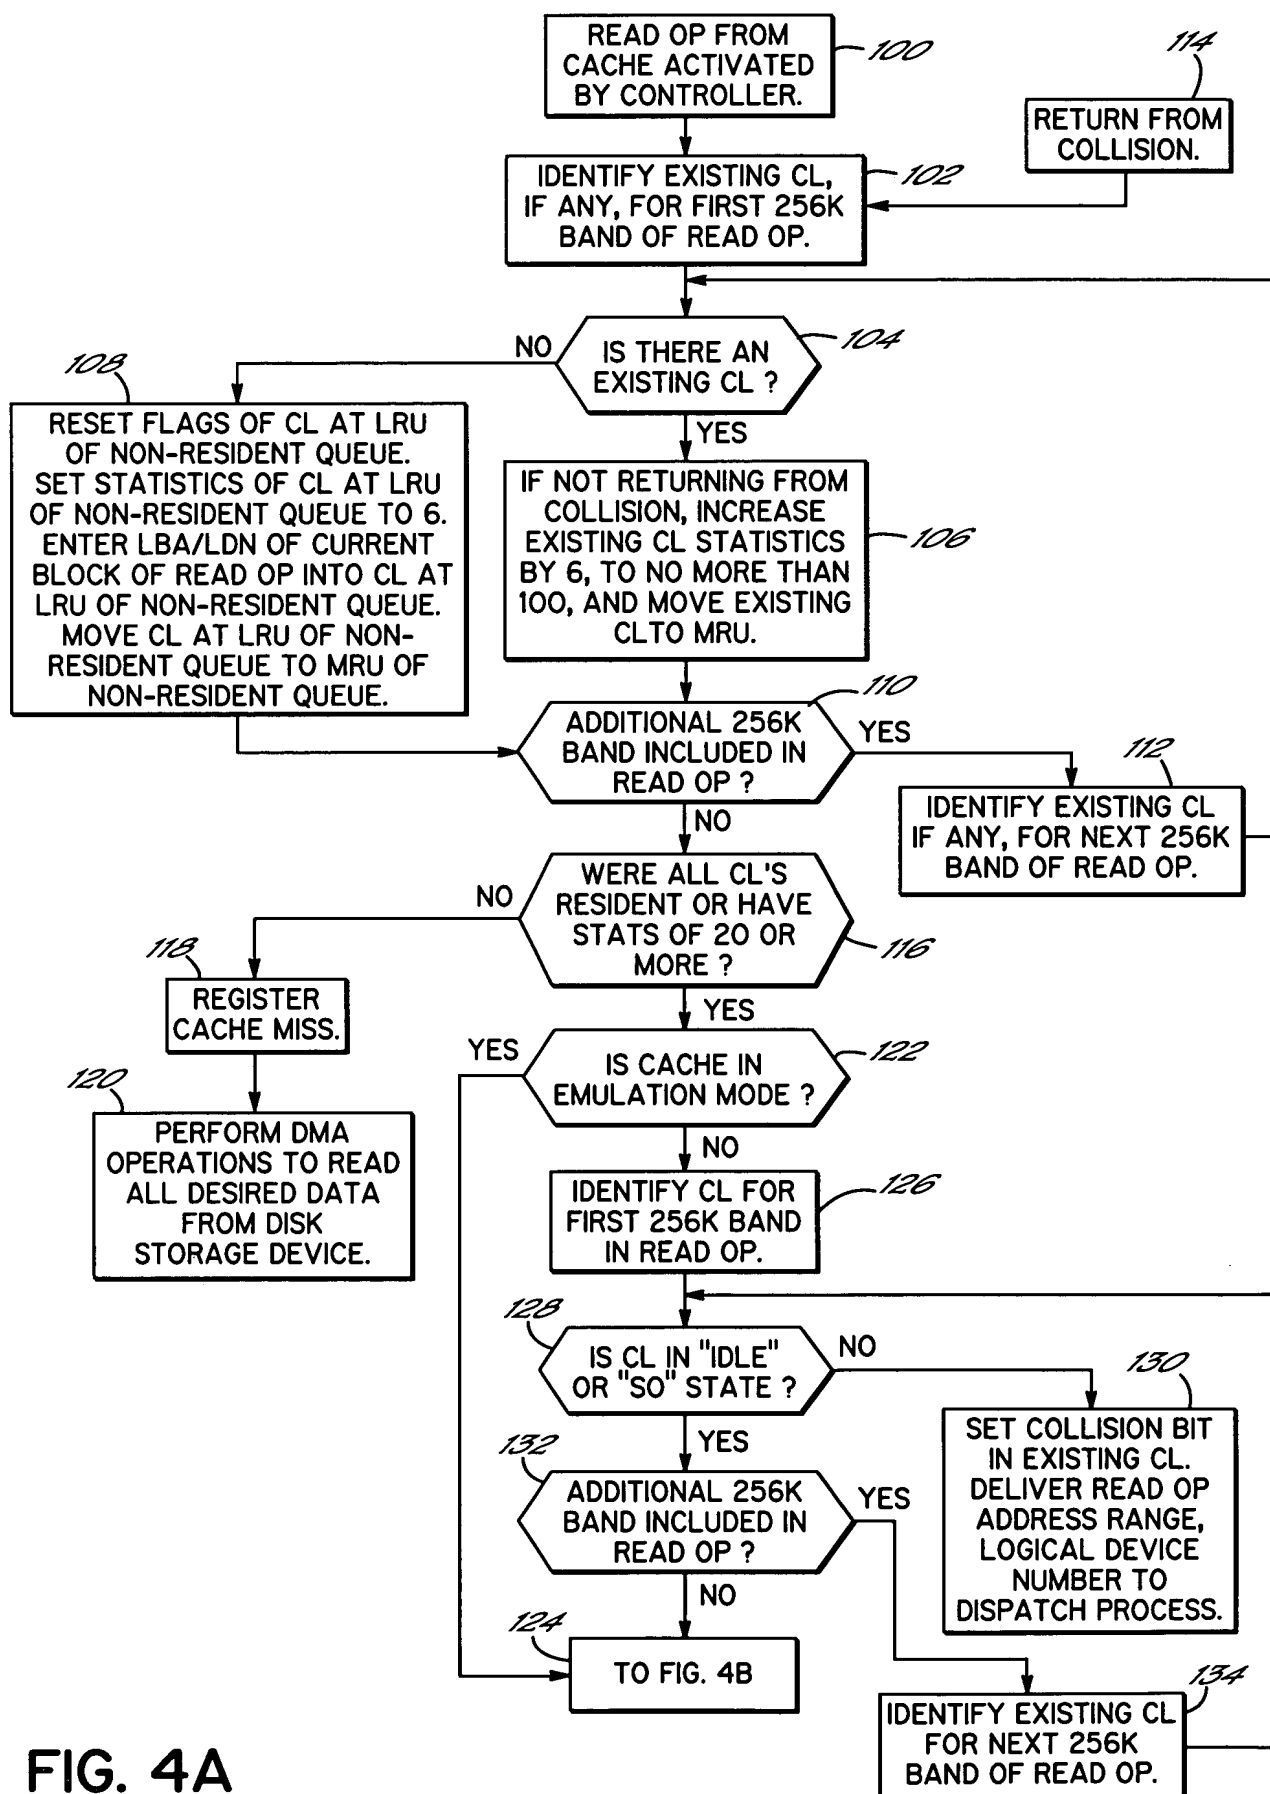 READ OP FROM
CACHE ACTIVATED
BY CONTROLLER.
100
114
RETURN FROM
COLLISION.
IDENTIFY EXISTING CL,
IF ANY, FOR FIRST 256K
BAND OF READ OP.
102
IS THERE AN
EXISTING CL ?
104
NO
YES
108
RESET FLAGS OF CL AT LRU
OF NON-RESIDENT QUEUE.
SET STATISTICS OF CL AT LRU
OF NON-RESIDENT QUEUE TO 6.
ENTER LBA/LDN OF CURRENT
BLOCK OF READ OP INTO CL AT
LRU OF NON-RESIDENT QUEUE.
MOVE CL AT LRU OF NON-
RESIDENT QUEUE TO MRU OF
NON-RESIDENT QUEUE.
IF NOT RETURNING FROM
COLLISION, INCREASE
EXISTING CL STATISTICS
BY 6, TO NO MORE THAN
100, AND MOVE EXISTING
CLTO MRU.
106
110
ADDITIONAL 256K
BAND INCLUDED IN
READ OP ?
YES
NO
112
IDENTIFY EXISTING CL
IF ANY, FOR NEXT 256K
BAND OF READ OP.
WERE ALL CL'S
RESIDENT OR HAVE
STATS OF 20 OR
MORE ?
116
NO
YES
118
REGISTER
CACHE MISS.
120
PERFORM DMA
OPERATIONS TO READ
ALL DESIRED DATA
FROM DISK
STORAGE DEVICE.
IS CACHE IN
EMULATION MODE ?
122
YES
NO
IDENTIFY CL FOR
FIRST 256K BAND
IN READ OP.
126
128
IS CL IN "IDLE"
OR "SO" STATE ?
NO
YES
130
SET COLLISION BIT
IN EXISTING CL.
DELIVER READ OP
ADDRESS RANGE,
LOGICAL DEVICE
NUMBER TO
DISPATCH PROCESS.
132
ADDITIONAL 256K
BAND INCLUDED IN
READ OP ?
YES
NO
124
TO FIG. 4B
134
IDENTIFY EXISTING CL
FOR NEXT 256K
BAND OF READ OP.
FIG. 4A